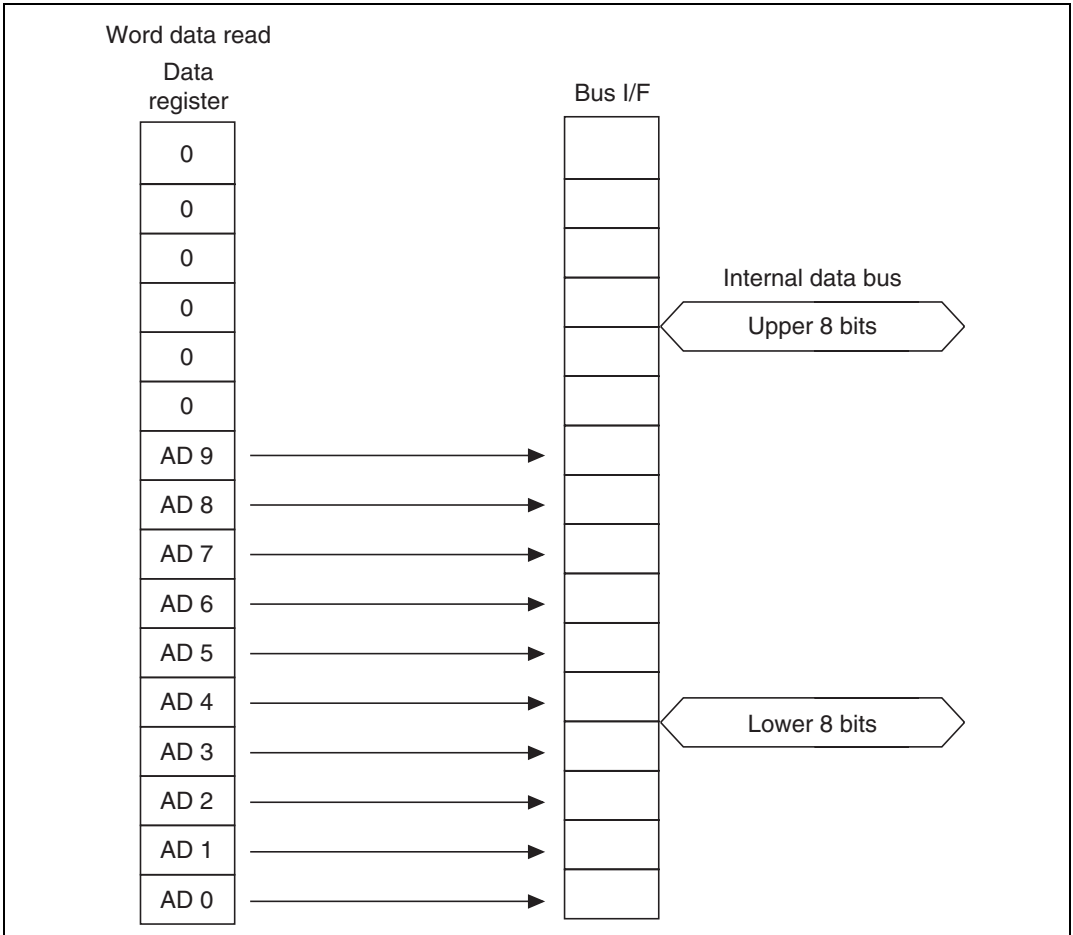 Word data read
Data
register
Bus I/F
0
0
0
0
0
0
AD 9
AD 8
AD 7
AD 6
AD 5
AD 4
AD 3
AD 2
AD 1
AD 0
Internal data bus
Upper 8 bits
Lower 8 bits